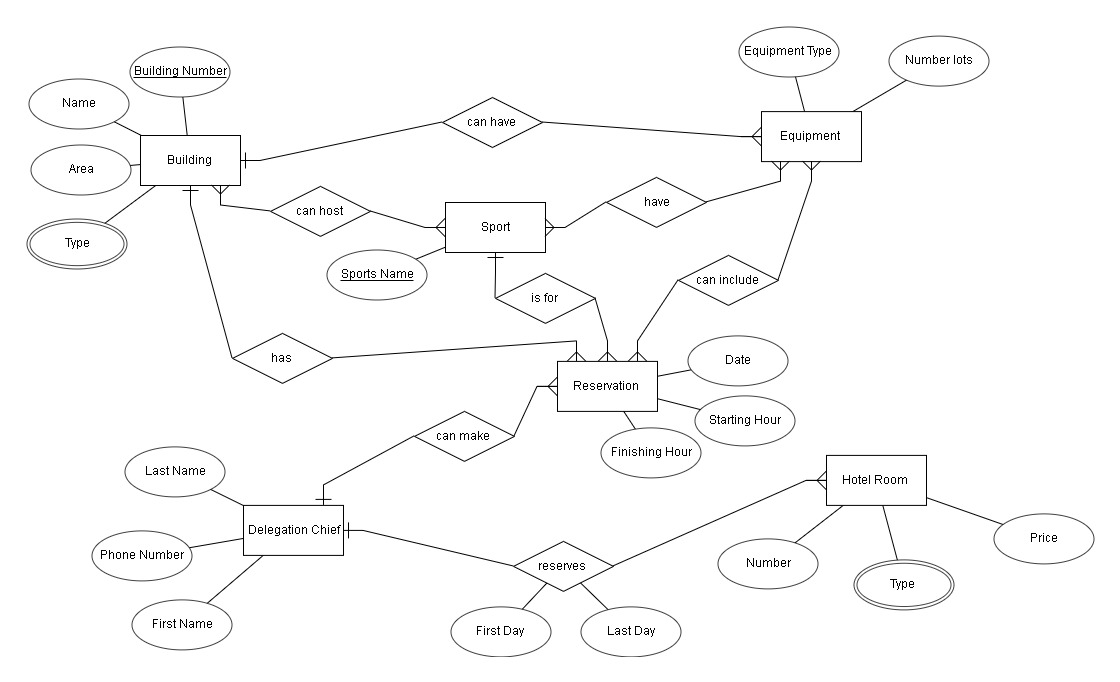 Equipment Type
Number lots
Building Number
Name
can have
Equipment
Building
Area
can host
have
Sport
Type
Sports Name
can include
is for
has
Date
Reservation
Starting Hour
can make
Finishing Hour
Last Name
Hotel Room
Delegation Chief
Phone Number
Price
reserves
Number
Type
First Name
First Day
Last Day